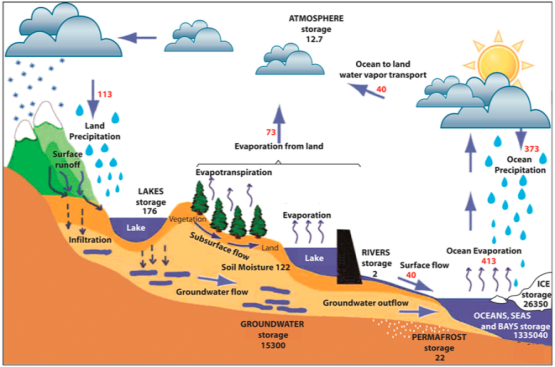 ATMOSPHERE
storage
12.7
Ocean to land
water vapor transport
40
113
Land
Precipitation
73
Evaporation from land
373
Ocean
Precipitation
Surface
runoff
Evapotranspiration
LAKES
storage
176
Vegetation
Evaporation
Lake
Infiltration
Subsurface flow
Land
Lake
RIVERS
storage
2
Surface flow
40
Ocean Evaporation
413
Soil Moisture 122
Groundwater flow
Groundwater outflow
ICE
storage
26350
OCEANS, SEAS
and BAYS storage
1335040
GROUNDWATER
storage
15300
PERMAFROST
storage
22